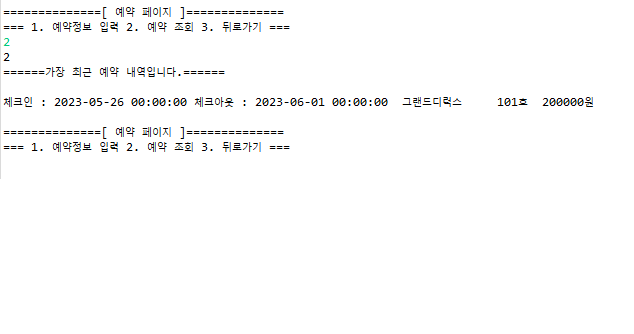 ==============[ 예약 페이지 ]==============
=== 1. 예약정보 입력 2. 예약 조회 3. 뒤로가기 ===
2
2
======가장 최근 예약 내역입니다.======
체크인 : 2023-05-26 00:00:00 체크아웃 : 2023-06-01 00:00:00  그랜드디럭스     101호  200000원
==============[ 예약 페이지 ]==============
=== 1. 예약정보 입력 2. 예약 조회 3. 뒤로가기 ===